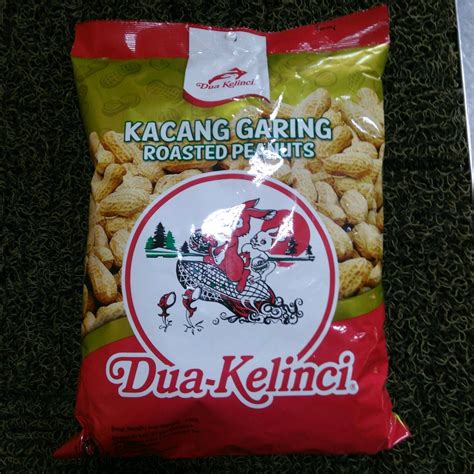 Dua Kelinci
KACANG GARING
ROASTED PEANUTS
Dua-Kelinci®